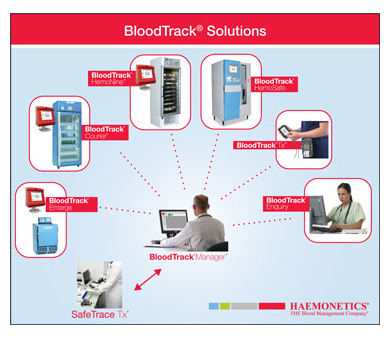 BloodTrack® Solutions
BloodTrack®
HemoNine™
BloodTrack®
HemoSafe
BloodTrack®
Courier®
BloodTrack Tx®
BloodTrack®
Emerge
BloodTrack®
Enquiry
BloodTrack®Manager®
SafeTrace Tx®
HAEMONETICS®
THE Blood Management Company®